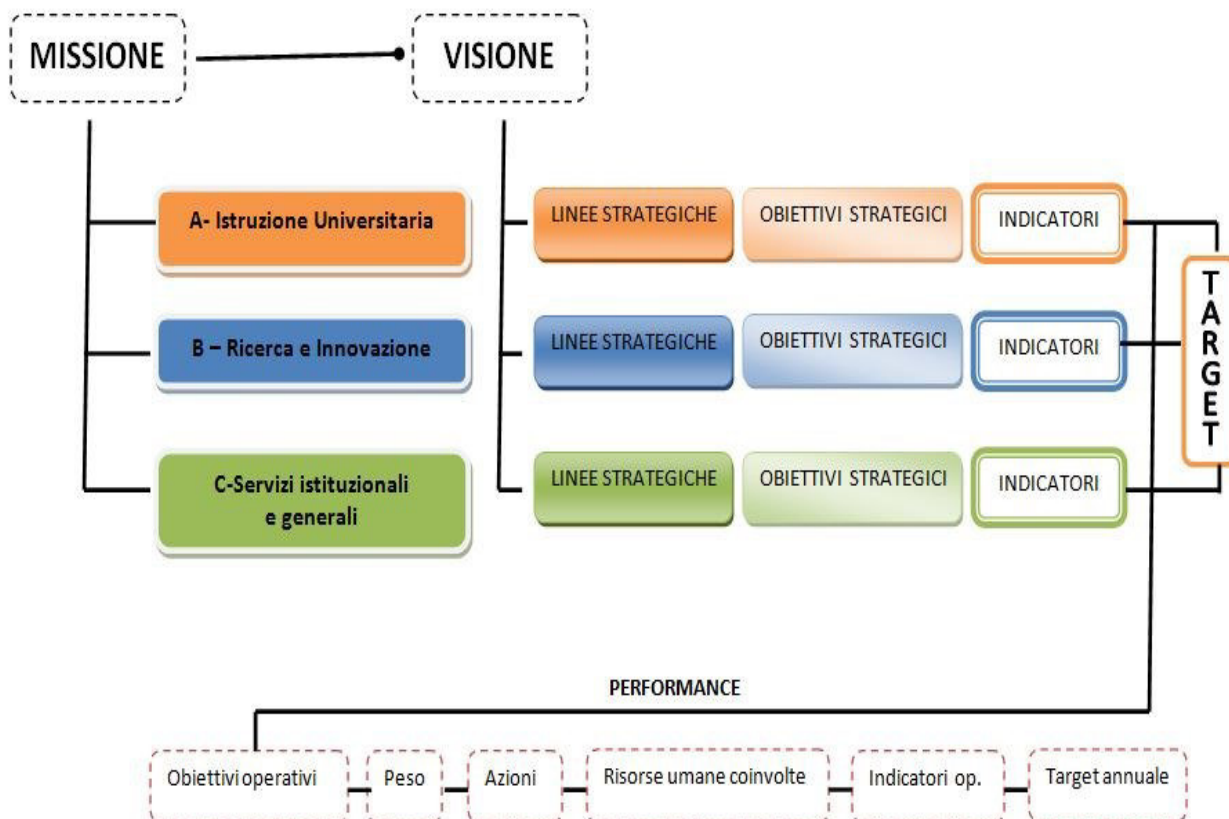 MISSIONE
VISIONE
A- Istruzione Universitaria
LINEE STRATEGICHE
OBIETTIVI STRATEGICI
INDICATORI
B – Ricerca e Innovazione
LINEE STRATEGICHE
OBIETTIVI STRATEGICI
INDICATORI
C-Servizi istituzionali
e generali
LINEE STRATEGICHE
OBIETTIVI STRATEGICI
INDICATORI
TARGET
PERFORMANCE
Obiettivi operativi
Peso
Azioni
Risorse umane coinvolte
Indicatori op.
Target annuale